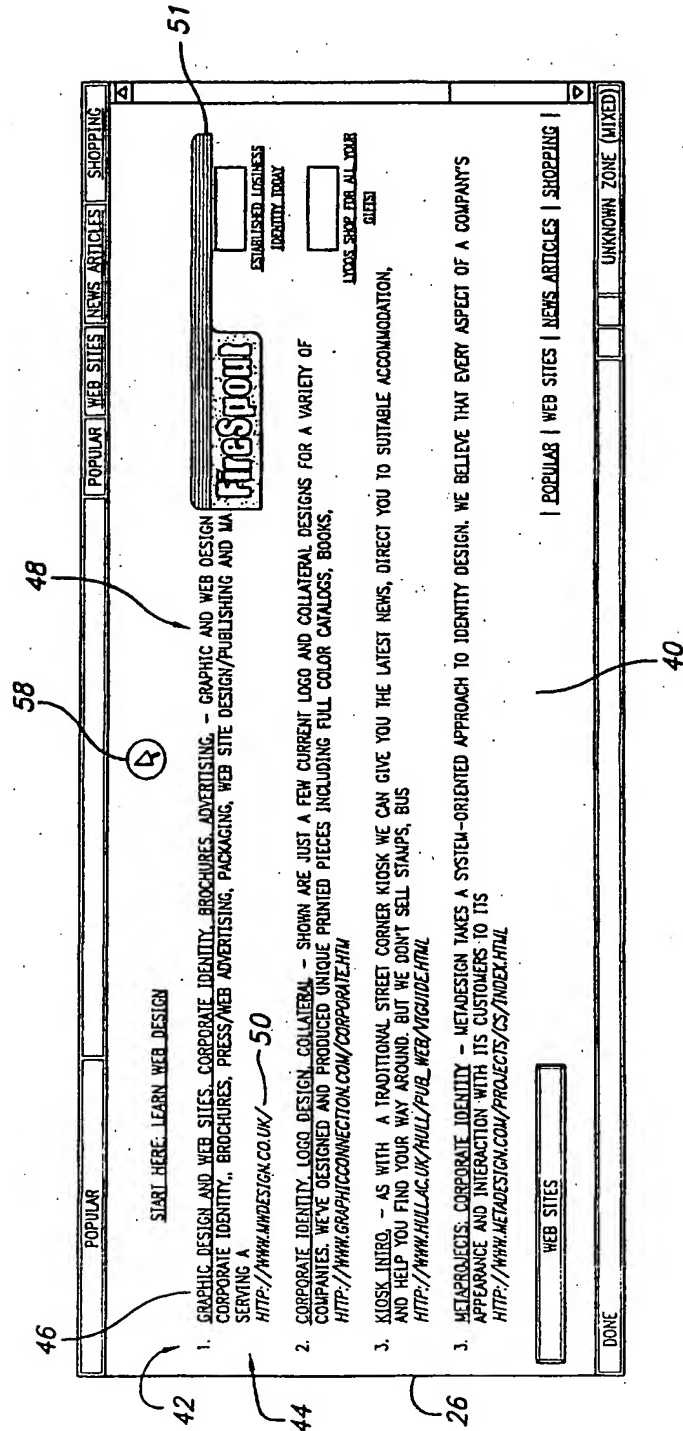 58
48
51
POPULAR
POPULAR
WEB SITES
NEWS ARTICLES
SHOPPING
START HERE: LEARN WEB DESIGN
46
42
44
1. GRAPHIC DESIGN AND WEB SITES. CORPORATE IDENTITY, BROCHURES, ADVERTISING, - GRAPHIC AND WEB DESIGN
CORPORATE IDENTITY,, BROCHURES, PRESS/WEB ADVERTISING, PACKAGING, WEB SITE DESIGN/PUBLISHING AND MA
SERVING A
HTTP://WWW.MWDESIGN.CO.UK/ 50
FireSpout
ESTABLISHED LOSINESS
IDENTITY TODAY
2. CORPORATE IDENTITY, LOGO DESIGN, COLLATERAL - SHOWN ARE JUST A FEW CURRENT LOGO AND COLLATERAL DESIGNS FOR A VARIETY OF
COMPANIES. WE'VE DESIGNED AND PRODUCED UNIQUE PRINTED PIECES INCLUDING FULL COLOR CATALOGS, BOOKS,
HTTP://WWW.GRAPHICCONNECTION.COM/CORPORATE.HTM
LYCOS SHOP FOR ALL YOUR
GIFTS!
3. KIOSK INTRO. - AS WITH A TRADITIONAL STREET CORNER KIOSK WE CAN GIVE YOU THE LATEST NEWS, DIRECT YOU TO SUITABLE ACCOMMODATION,
AND HELP YOU FIND YOUR WAY AROUND. BUT WE DON'T SELL STAMPS, BUS
HTTP://WWW.HULLAC.UK/HULL/PUB_WEB/VIGUIDE.HTML
3. METAPROJECTS: CORPORATE IDENTITY - METADESIGN TAKES A SYSTEM-ORIENTED APPROACH TO IDENTITY DESIGN. WE BELIEVE THAT EVERY ASPECT OF A COMPANY'S
APPEARANCE AND INTERACTION WITH ITS CUSTOMERS TO ITS
HTTP://WWW.METADESIGN.COM/PROJECTS/CS/INDEX.HTML
26
WEB SITES
| POPULAR | WEB SITES | NEWS ARTICLES | SHOPPING |
DONE
UNKNOWN ZONE (MIXED)
40